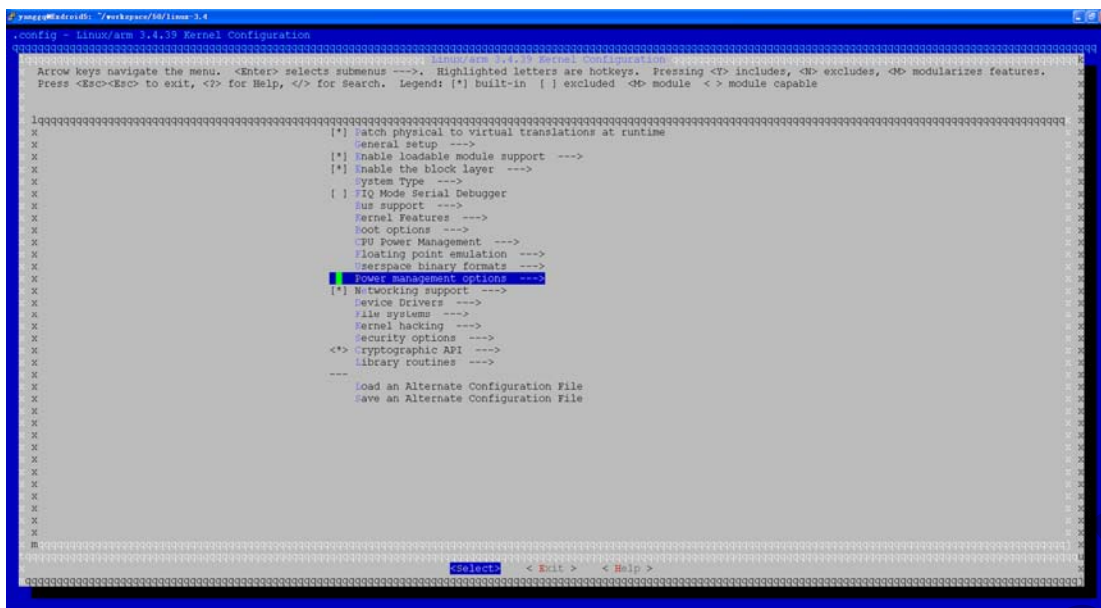 yanggq@Android5: ~/workspace/50/linux-3.4
.config - Linux/arm 3.4.39 Kernel Configuration
Linux/arm 3.4.39 Kernel Configuration
Arrow keys navigate the menu. <Enter> selects submenus --->. Highlighted letters are hotkeys. Pressing <Y> includes, <N> excludes, <M> modularizes features.
Press <Esc><Esc> to exit, <?> for Help, </> for Search. Legend: [*] built-in [ ] excluded <M> module < > module capable
[*] Patch physical to virtual translations at runtime
General setup --->
[*] Enable loadable module support --->
[*] Enable the block layer --->
System Type --->
[ ] FIQ Mode Serial Debugger
Bus support --->
Kernel Features --->
Boot options --->
CPU Power Management --->
Floating point emulation --->
Userspace binary formats --->
Power management options --->
[*] Networking support --->
Device Drivers --->
File systems --->
Kernel hacking --->
Security options --->
<*> Cryptographic API --->
Library routines --->
---
Load an Alternate Configuration File
Save an Alternate Configuration File
<Select> < Exit > < Help >